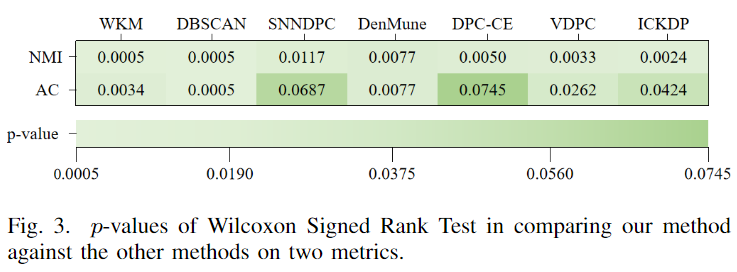 WKM DBSCAN SNNDPC DenMune DPC-CE VDPC ICKDP
NMI 0.0005 0.0005 0.0117 0.0077 0.0050 0.0033 0.0024
AC 0.0034 0.0005 0.0687 0.0077 0.0745 0.0262 0.0424
p-value
0.0005 0.0190 0.0375 0.0560 0.0745
Fig. 3. p-values of Wilcoxon Signed Rank Test in comparing our method
against the other methods on two metrics.